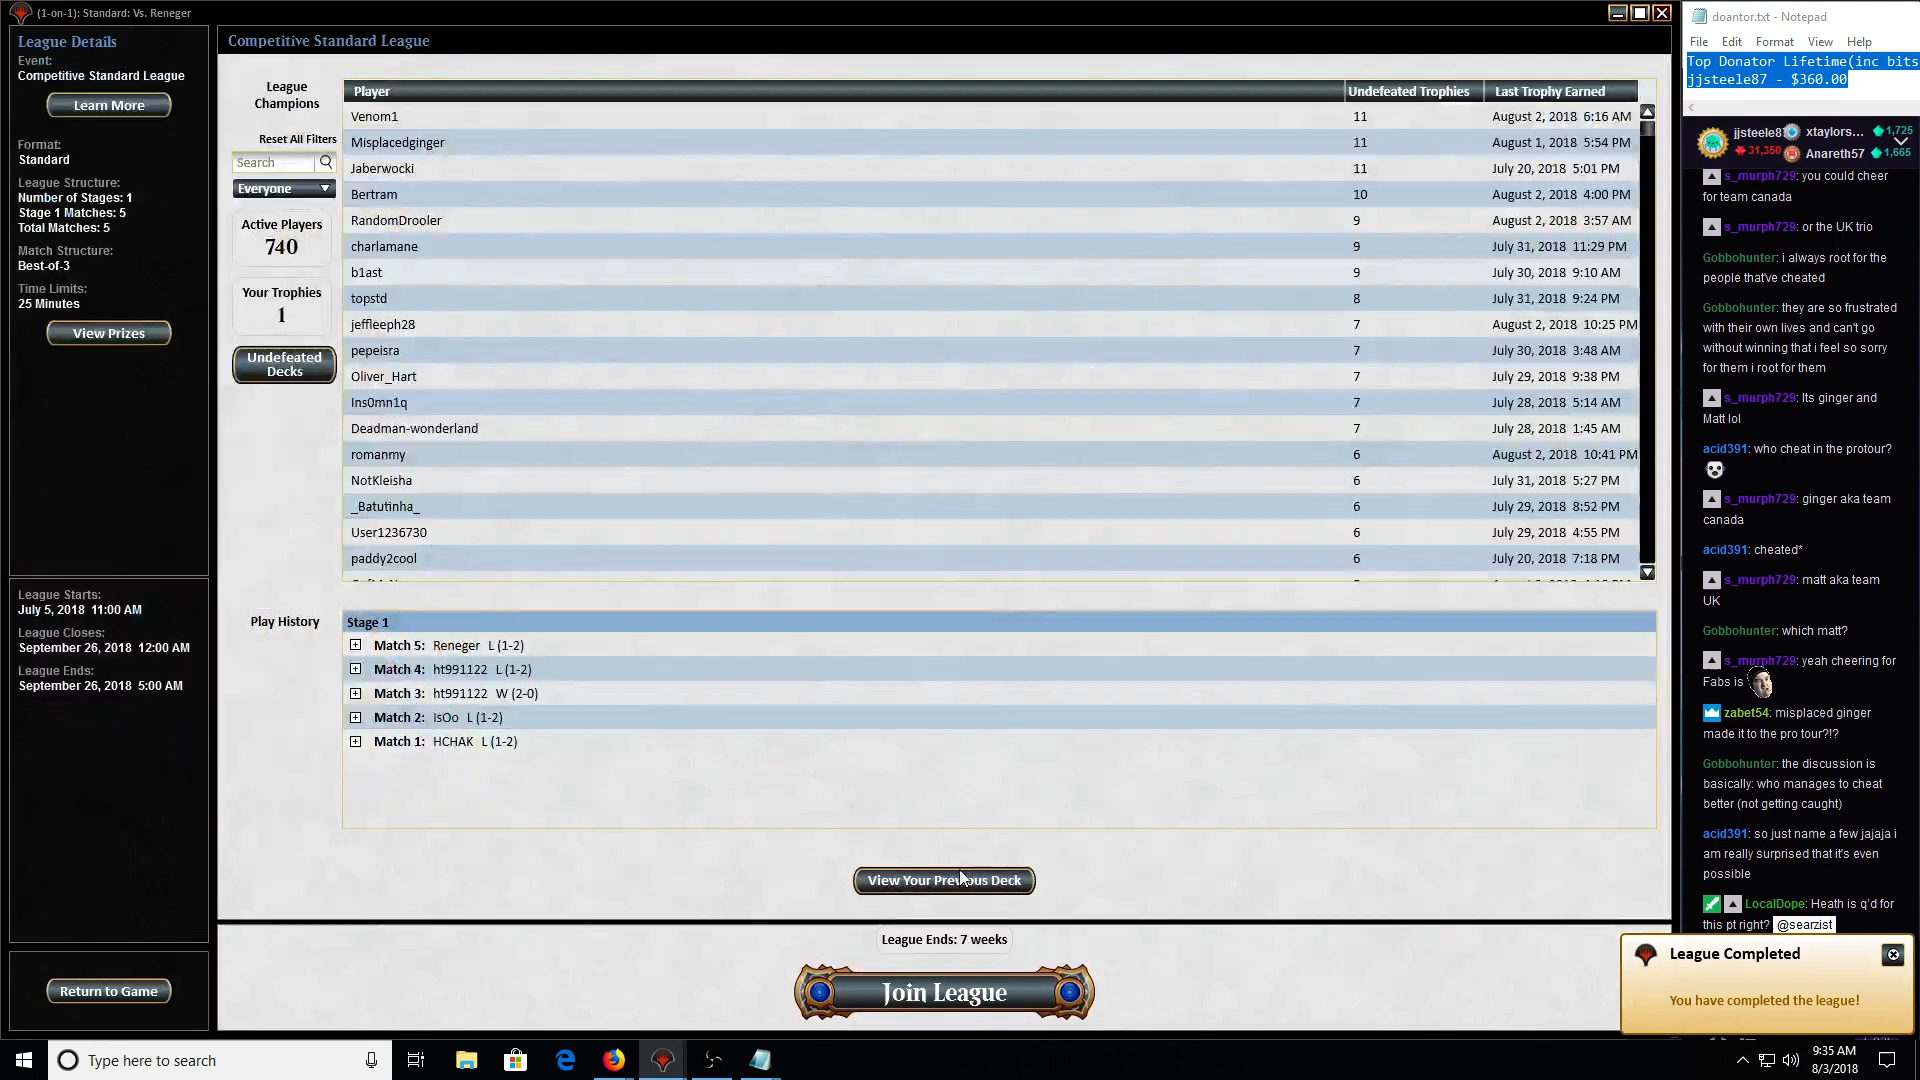 (1-on-1): Standard: Vs. Reneger
League Details
Event:
Competitive Standard League
Learn More
Format:
Standard
League Structure:
Number of Stages: 1
Stage 1 Matches: 5
Total Matches: 5
Match Structure:
Best-of-3
Time Limits:
25 Minutes
View Prizes
League Starts:
July 5, 2018 11:00 AM
League Closes:
September 26, 2018 12:00 AM
League Ends:
September 26, 2018 5:00 AM
Return to Game
Competitive Standard League
League
Champions
Reset All Filters
Search
Everyone
Active Players
740
Your Trophies
1
Undefeated
Decks
Player Undefeated Trophies Last Trophy Earned
Venom1 11 August 2, 2018 6:16 AM
Misplacedginger 11 August 1, 2018 5:54 PM
Jaberwocki 11 July 20, 2018 5:01 PM
Bertram 10 August 2, 2018 4:00 PM
RandomDrooler 9 August 2, 2018 3:57 AM
charlamane 9 July 31, 2018 11:29 PM
b1ast 9 July 30, 2018 9:10 AM
topstd 8 July 31, 2018 9:24 PM
jeffleeph28 7 August 2, 2018 10:25 PM
pepeisra 7 July 30, 2018 3:48 AM
Oliver_Hart 7 July 29, 2018 9:38 PM
Ins0mn1q 7 July 28, 2018 5:14 AM
Deadman-wonderland 7 July 28, 2018 1:45 AM
romanmy 6 August 2, 2018 10:41 PM
NotKleisha 6 July 31, 2018 5:27 PM
_Batutinha_ 6 July 29, 2018 8:52 PM
User1236730 6 July 29, 2018 4:55 PM
paddy2cool 6 July 20, 2018 7:18 PM
Play History
Stage 1
Match 5: Reneger L (1-2)
Match 4: ht991122 L (1-2)
Match 3: ht991122 W (2-0)
Match 2: IsOo L (1-2)
Match 1: HCHAK L (1-2)
View Your Previous Deck
League Ends: 7 weeks
Join League
doantor.txt - Notepad
File Edit Format View Help
Top Donator Lifetime(inc bits
jjsteele87 - $360.00
jjsteele8 xtaylors... 1,725
31,350 Anareth57 1,665
s_murph729: you could cheer
for team canada
s_murph729: or the UK trio
Gobbohunter: i always root for the
people that've cheated
Gobbohunter: they are so frustrated
with their own lives and can't go
without winning that i feel so sorry
for them i root for them
s_murph729: Its ginger and
Matt lol
acid391: who cheat in the protour?
s_murph729: ginger aka team
canada
acid391: cheated*
s_murph729: matt aka team
UK
Gobbohunter: which matt?
s_murph729: yeah cheering for
Fabs is
zabet54: misplaced ginger
made it to the pro tour?!?
Gobbohunter: the discussion is
basically: who manages to cheat
better (not getting caught)
acid391: so just name a few jajaja i
am really surprised that it's even
possible
LocalDope: Heath is q'd for
this pt right? @searzist
League Completed
You have completed the league!
Type here to search
9:35 AM
8/3/2018